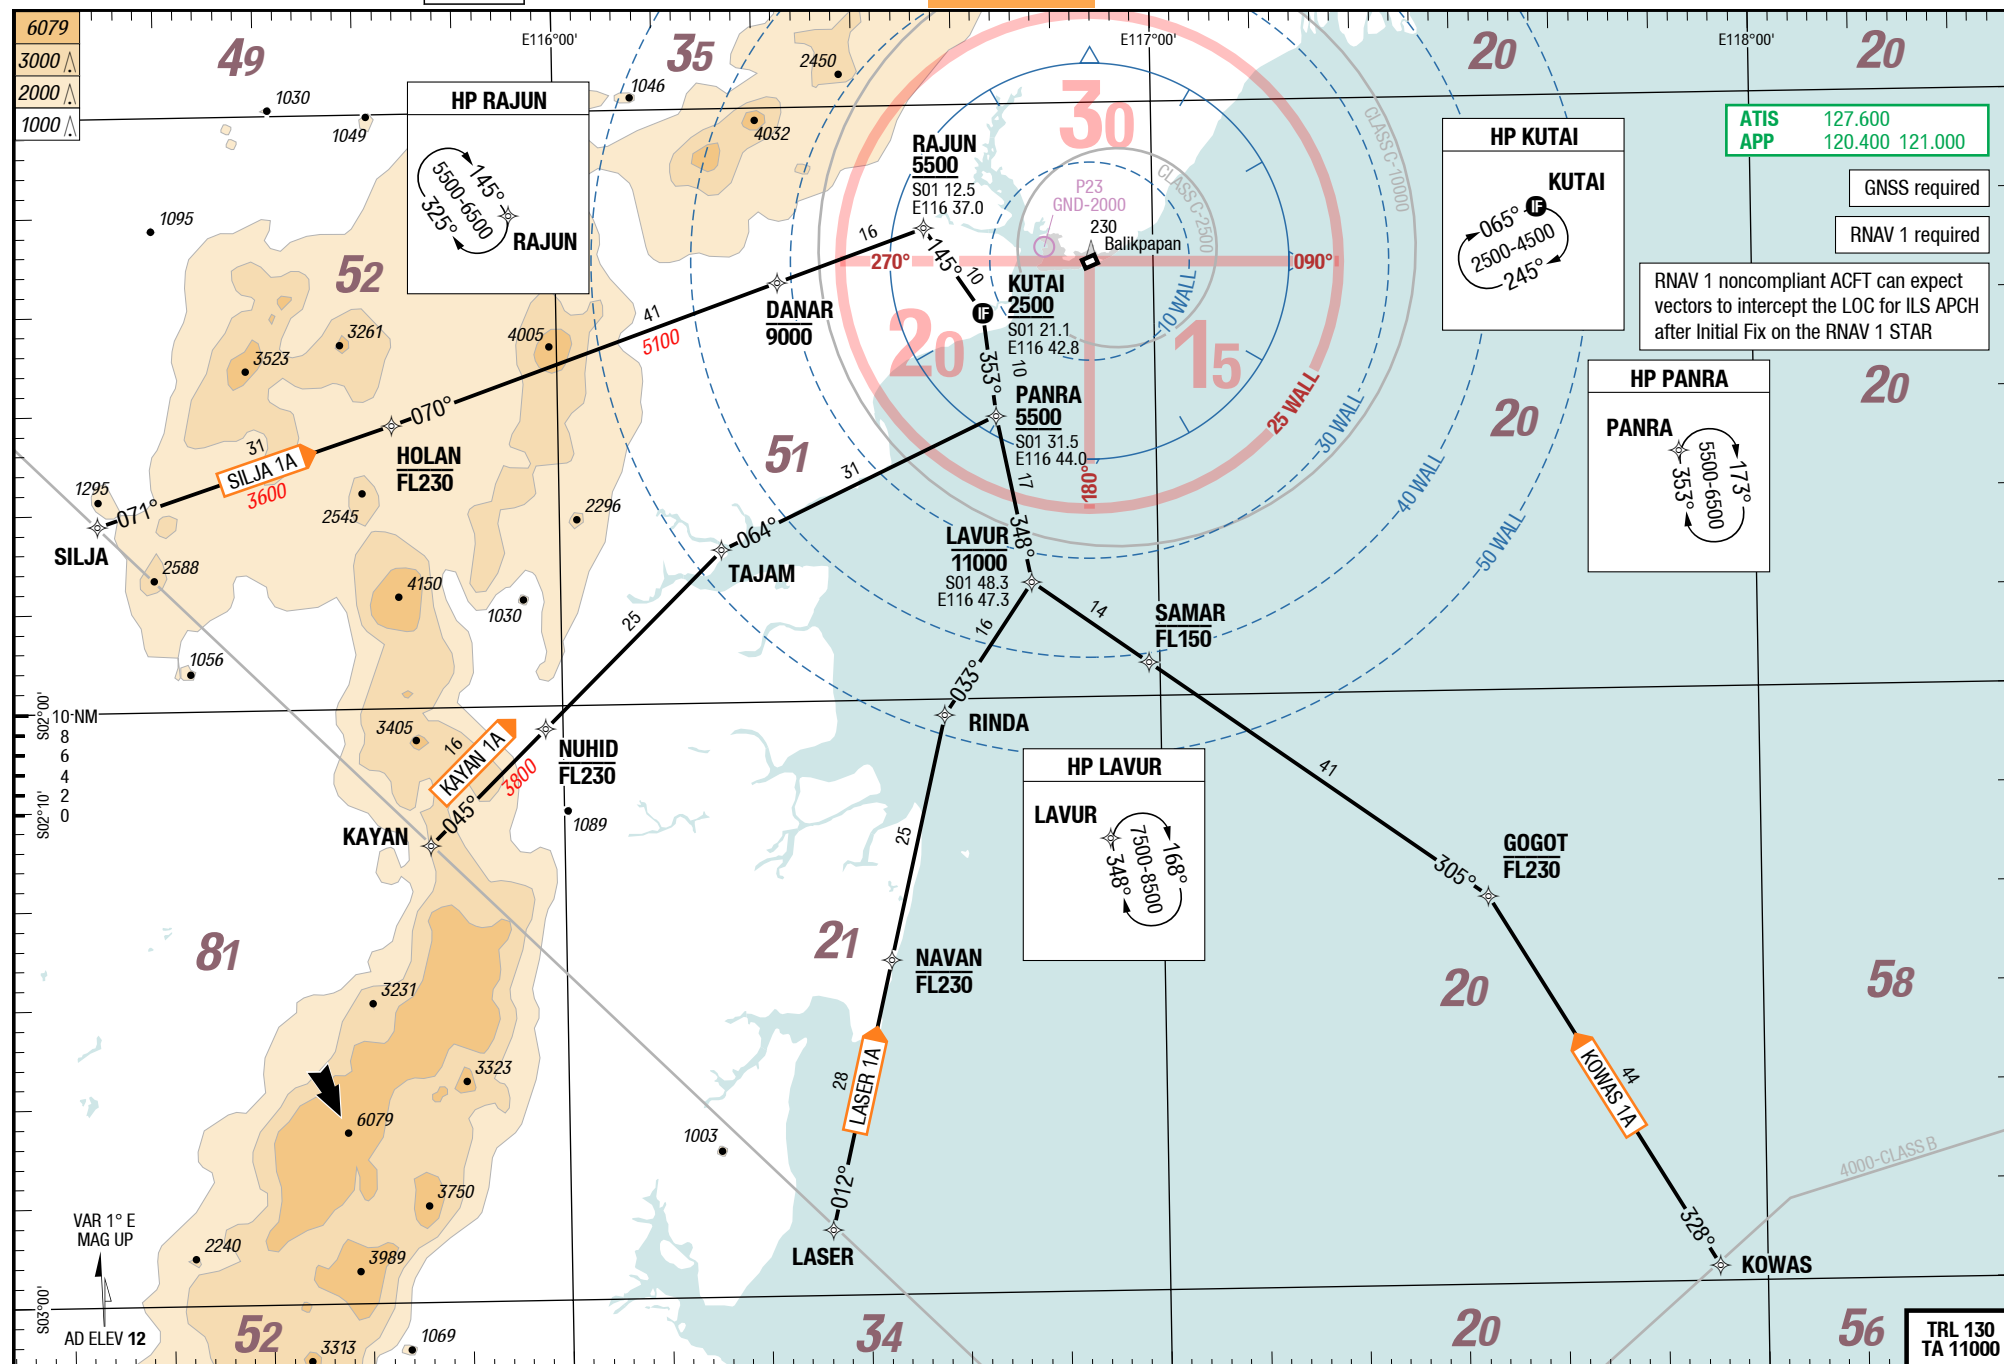 6079
3000
2000
1000
49
E116°00'
35
2450
E117°00'
20
E118°00'
20
1030
1049
HP RAJUN
145°
5500-6500
325°
RAJUN
1046
4032
30
CLASS C-10000
CLASS C-2500
ATIS 127.600
APP 120.400 121.000
GNSS required
RNAV 1 required
RNAV 1 noncompliant ACFT can expect
vectors to intercept the LOC for ILS APCH
after Initial Fix on the RNAV 1 STAR
HP KUTAI
KUTAI
IF
065°
2500-4500
245°
RAJUN
5500
S01 12.5
E116 37.0
P23
GND-2000
230
Balikpapan
1095
52
3261
3523
4005
16
41
5100
DANAR
9000
270°
090°
145°
10
IF
KUTAI
2500
S01 21.1
E116 42.8
10 WALL
20
15
353°
10
25 WALL
30 WALL
40 WALL
50 WALL
20
20
HP PANRA
PANRA
173°
5500-6500
353°
PANRA
5500
S01 31.5
E116 44.0
17
180°
348°
070°
HOLAN
FL230
31
SILJA 1A
3600
071°
SILJA
1295
2545
2296
51
31
064°
TAJAM
2588
4150
1030
1056
LAVUR
11000
S01 48.3
E116 47.3
14
SAMAR
FL150
16
033°
RINDA
25
S02°00'
10 NM
8
6
4
2
0
S02°10'
3405
16
KAYAN 1A
3800
045°
KAYAN
NUHID
FL230
1089
HP LAVUR
LAVUR
168°
7500-8500
348°
41
305°
GOGOT
FL230
25
81
21
NAVAN
FL230
20
58
3231
3323
6079
28
LASER 1A
44
KOWAS 1A
1003
3750
012°
LASER
4000-CLASS B
328°
KOWAS
VAR 1° E
MAG UP
2240
3989
S03°00'
AD ELEV 12
52
3313
1069
34
20
56
TRL 130
TA 11000